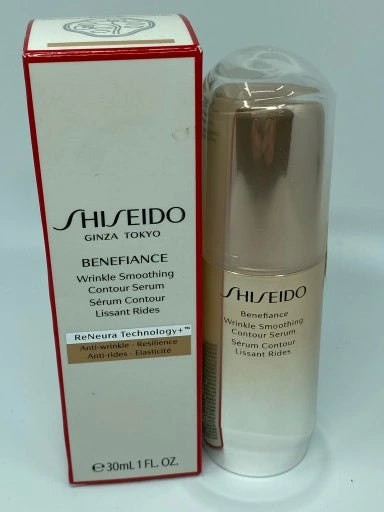 SHISEIDO
GINZA TOKYO
BENEFIANCE
Wrinkle Smoothing
Contour Serum
Sérum Contour
Lissant Rides
ReNeura Technology+™
Anti-wrinkle · Resilience
Anti-rides · Élasticité
℮30mL 1 FL. OZ.
SHISEIDO
Benefiance
Wrinkle Smoothing
Contour Serum
Sérum Contour
Lissant Rides